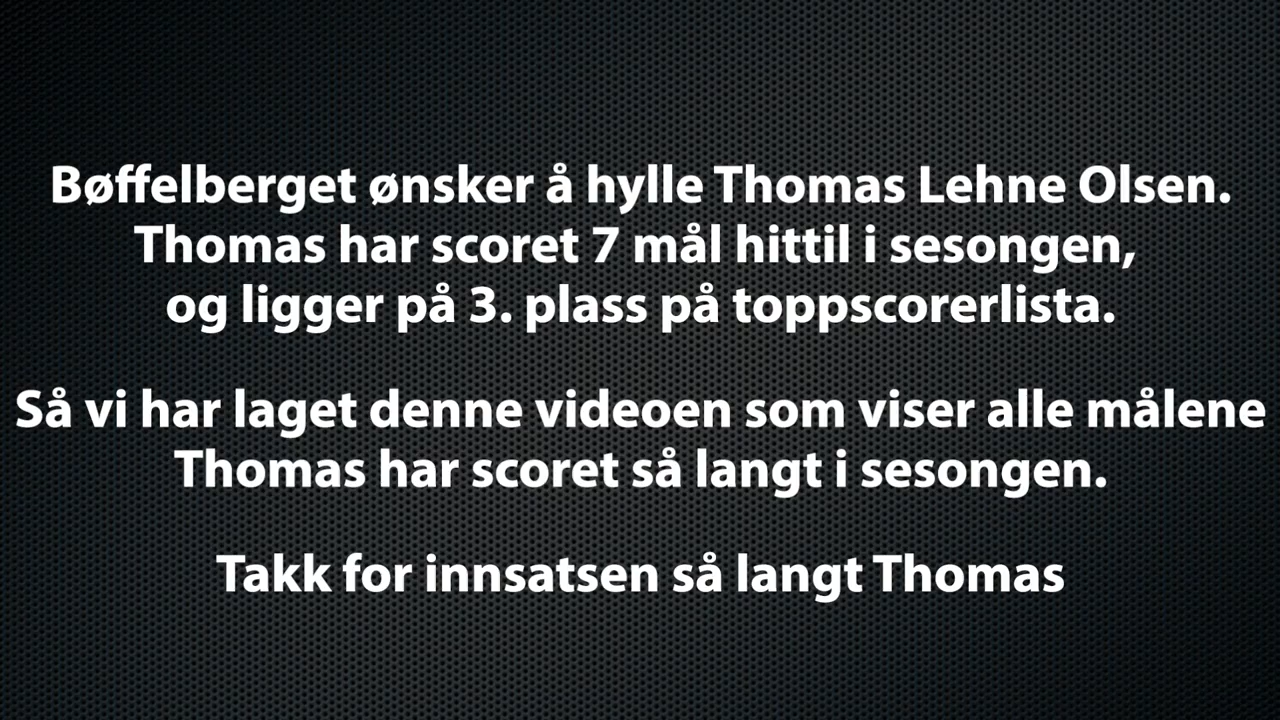 Bøffelberget ønsker å hylle Thomas Lehne Olsen.
Thomas har scoret 7 mål hittil i sesongen,
og ligger på 3. plass på toppscorerlista.
Så vi har laget denne videoen som viser alle målene
Thomas har scoret så langt i sesongen.
Takk for innsatsen så langt Thomas